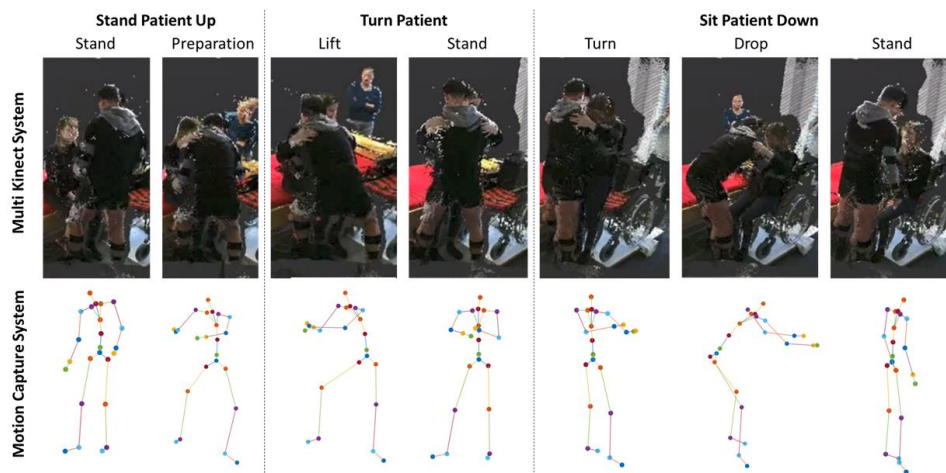 Stand Patient Up
Turn Patient
Sit Patient Down
Stand
Preparation
Lift
Stand
Turn
Drop
Stand
Multi Kinect System
Motion Capture System